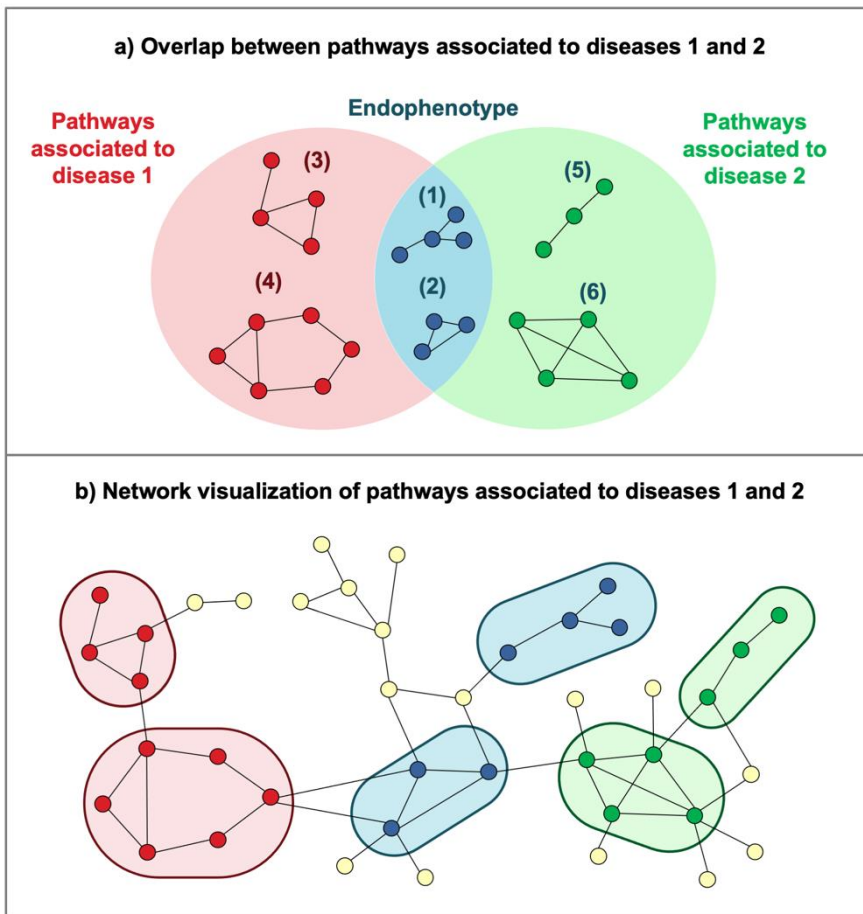 a) Overlap between pathways associated to diseases 1 and 2
Endophenotype
Pathways
associated to
disease 1
Pathways
associated to
disease 2
(3)
(1)
(5)
(4)
(2)
(6)
b) Network visualization of pathways associated to diseases 1 and 2